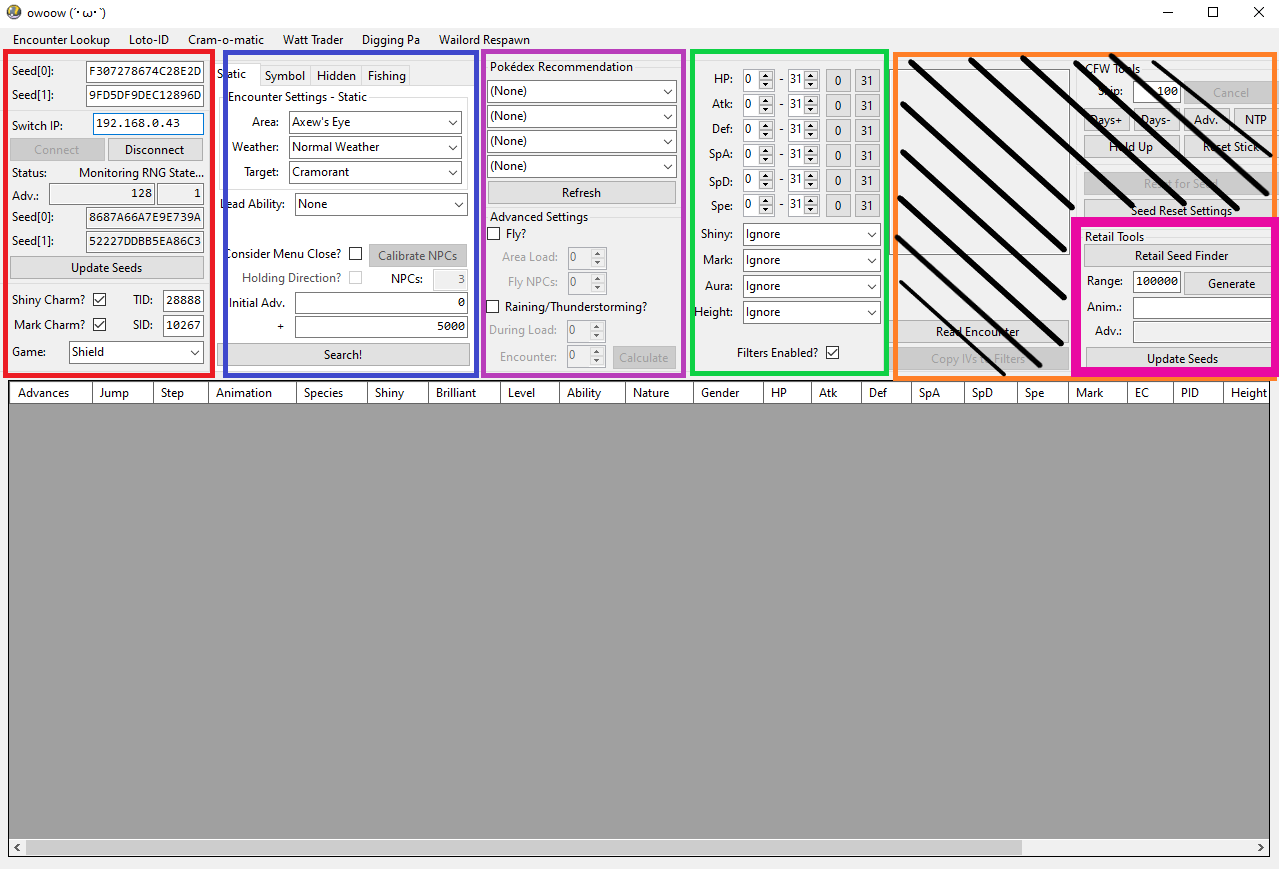 owoow (´･ω･`)
Encounter Lookup Loto-ID Cram-o-matic Watt Trader Digging Pa Wailord Respawn
Seed[0]: F307278674C28E2D
Seed[1]: 9FD5DF9DEC12896D
Switch IP: 192.168.0.43
Connect Disconnect
Status: Monitoring RNG State...
Adv.: 128 1
Seed[0]: 8687A66A7E9E739A
Seed[1]: 52227DDBB5EA86C3
Update Seeds
Shiny Charm? TID: 28888
Mark Charm? SID: 10267
Game: Shield
Static Symbol Hidden Fishing
Encounter Settings - Static
Area: Axew's Eye
Weather: Normal Weather
Target: Cramorant
Lead Ability: None
Consider Menu Close? Calibrate NPCs
Holding Direction? NPCs: 3
Initial Adv. 0
+ 5000
Search!
Pokédex Recommendation
(None)
(None)
(None)
(None)
Refresh
Advanced Settings
Fly?
Area Load: 0
Fly NPCs: 0
Raining/Thunderstorming?
During Load: 0
Encounter: 0 Calculate
HP: 0 - 31 0 31
Atk: 0 - 31 0 31
Def: 0 - 31 0 31
SpA: 0 - 31 0 31
SpD: 0 - 31 0 31
Spe: 0 - 31 0 31
Shiny: Ignore
Mark: Ignore
Aura: Ignore
Height: Ignore
Filters Enabled?
Read Encounter
Copy IVs to Filters
CFW Tools
Skip: 100 Cancel
Days+ Days- Adv. NTP
Hold Up Reset Stick
Reset for Seed
Seed Reset Settings
Retail Tools
Retail Seed Finder
Range: 100000 Generate
Anim.:
Adv.:
Update Seeds
Advances Jump Step Animation Species Shiny Brilliant Level Ability Nature Gender HP Atk Def SpA SpD Spe Mark EC PID Height